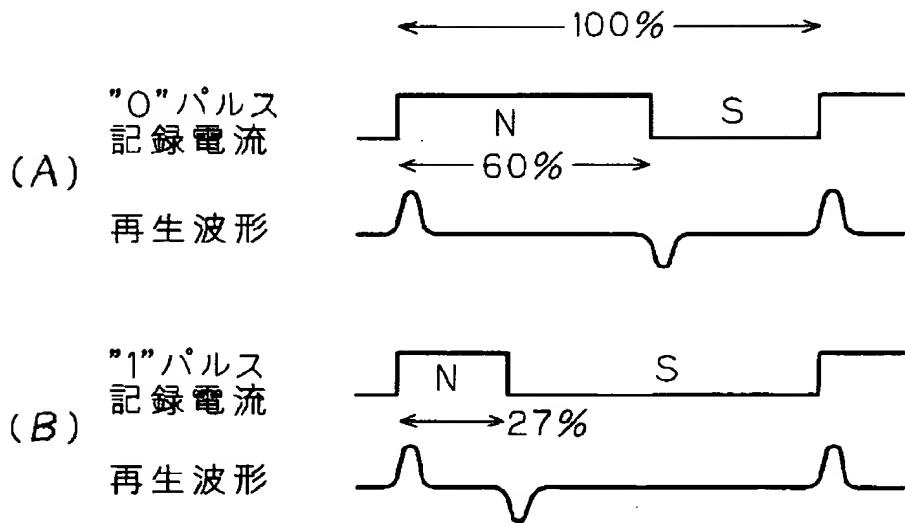 100%
"0"パルス
記録電流
N
S
(A)
60%
再生波形
"1"パルス
記録電流
N
S
(B)
27%
再生波形